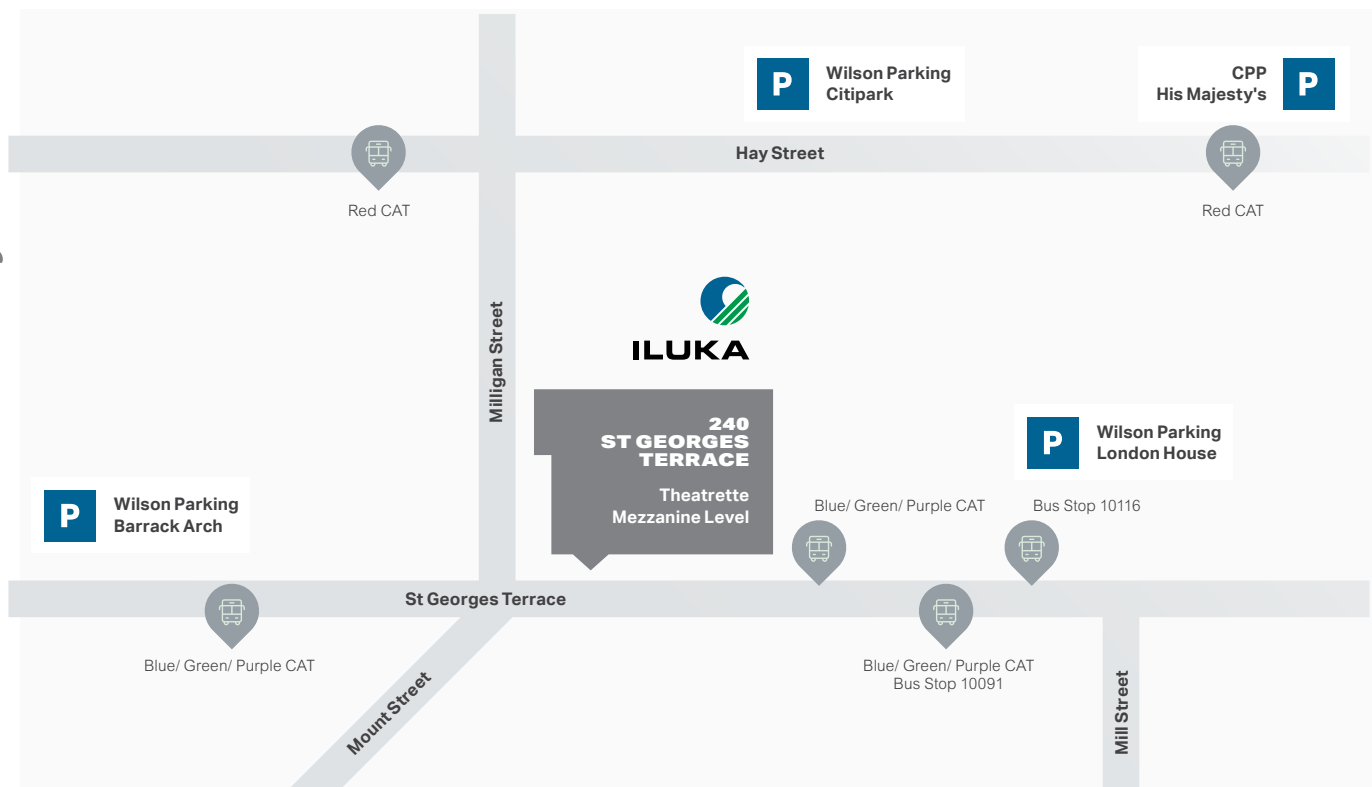 P
Wilson Parking
Citipark
CPP
His Majesty's
P
Hay Street
Red CAT
Red CAT
Milligan Street
ILUKA
240
ST GEORGES
TERRACE
Theatrette
Mezzanine Level
P
Wilson Parking
London House
P
Wilson Parking
Barrack Arch
Blue/ Green/ Purple CAT
Bus Stop 10116
St Georges Terrace
Blue/ Green/ Purple CAT
Blue/ Green/ Purple CAT
Bus Stop 10091
Mount Street
Mill Street